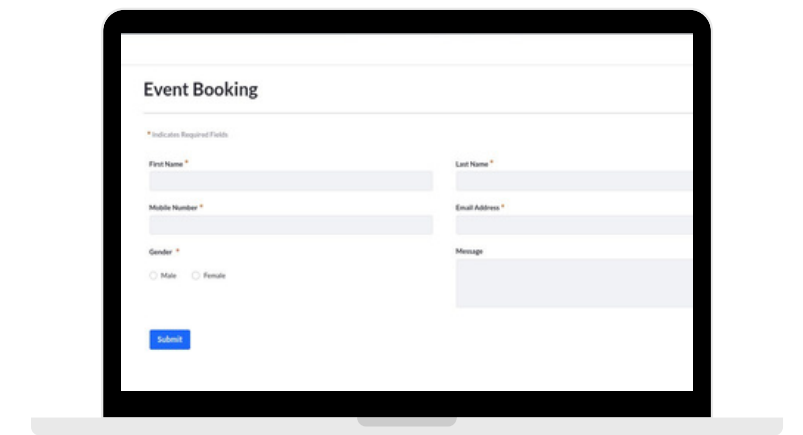 Event Booking
* Indicates Required Fields
First Name *
Last Name *
Mobile Number *
Email Address *
Gender *
Message
Male
Female
Submit